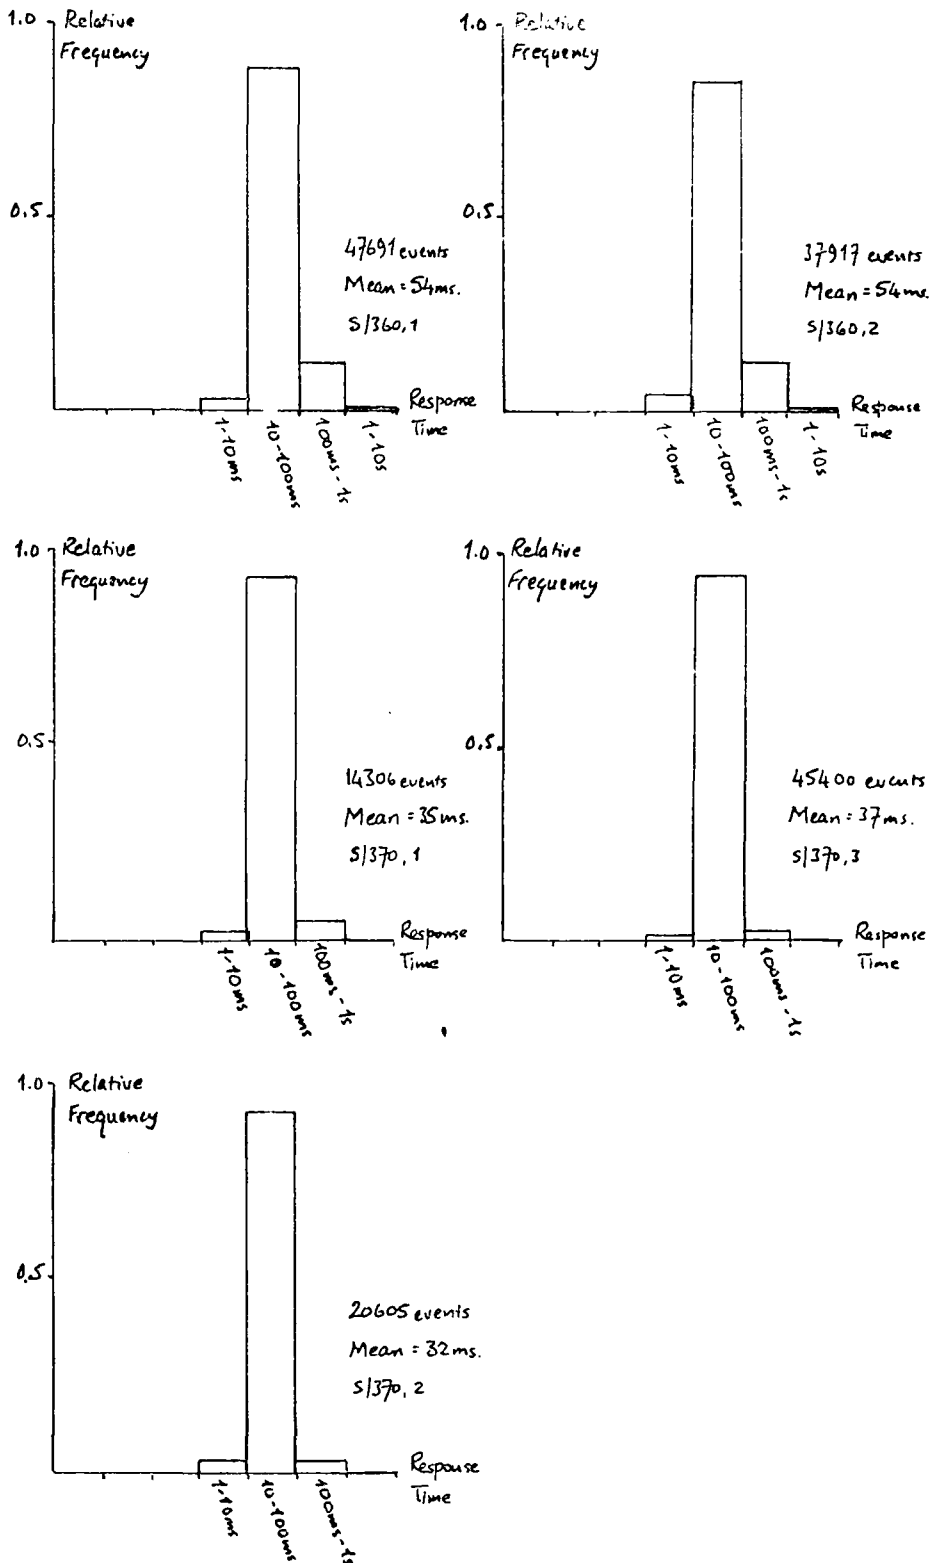 1.0 Relative
Frequency
0.5
47691 events
Mean = 54ms.
S/360, 1
Response
Time
1-10ms
10-100ms
100ms-1s
1-10s
1.0 Relative
Frequency
0.5
37917 events
Mean = 54ms.
S/360, 2
Response
Time
1-10ms
10-100ms
100ms-1s
1-10s
1.0 Relative
Frequency
0.5
14306 events
Mean = 35ms.
S/370, 1
Response
Time
1-10ms
10-100ms
100ms-1s
1.0 Relative
Frequency
0.5
45400 events
Mean = 37ms.
S/370, 3
Response
Time
1-10ms
10-100ms
100ms-1s
1.0 Relative
Frequency
0.5
20605 events
Mean = 32ms.
S/370, 2
Response
Time
1-10ms
10-100ms
100ms-1s